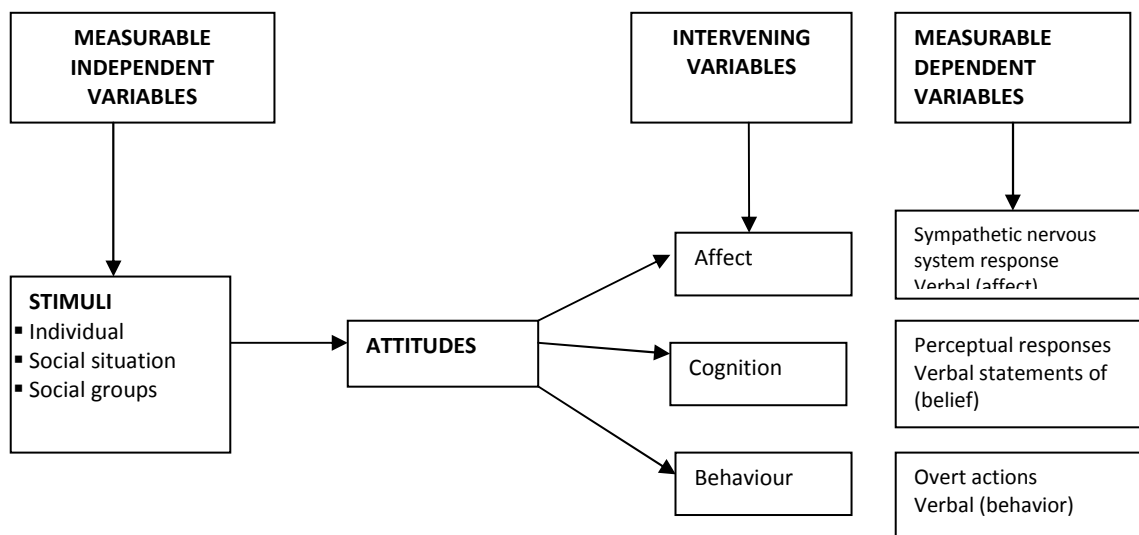 MEASURABLE
INDEPENDENT
VARIABLES
INTERVENING
VARIABLES
MEASURABLE
DEPENDENT
VARIABLES
STIMULI
▪ Individual
▪ Social situation
▪ Social groups
ATTITUDES
Affect
Cognition
Behaviour
Sympathetic nervous
system response
Verbal (affect)
Perceptual responses
Verbal statements of
(belief)
Overt actions
Verbal (behavior)